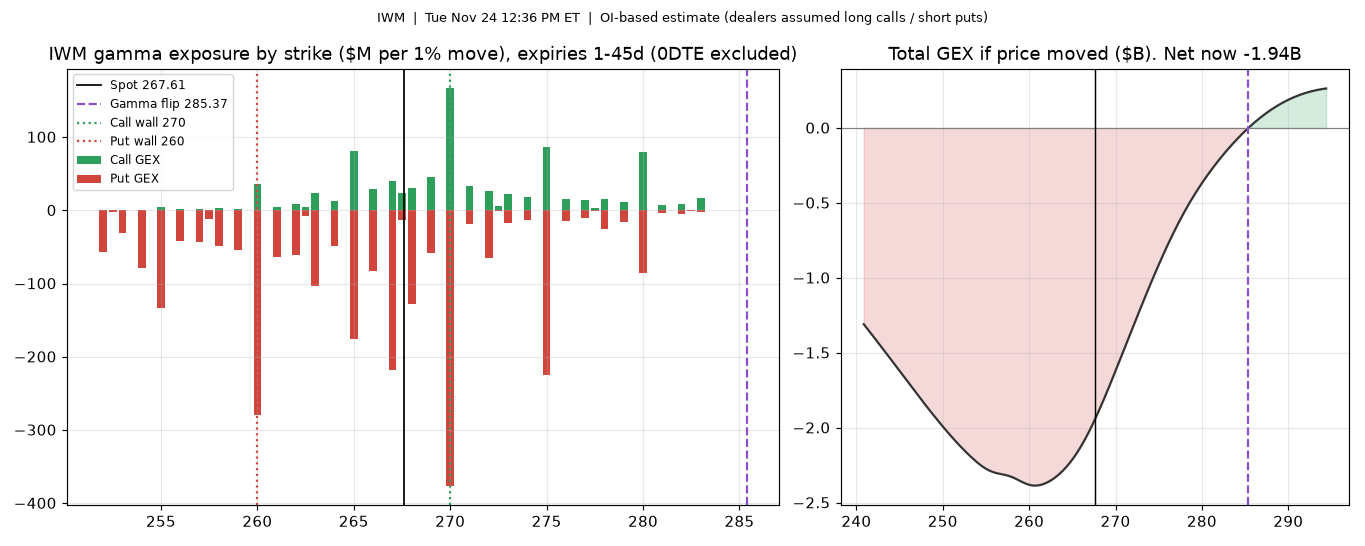 IWM | Tue Nov 24 12:36 PM ET | OI-based estimate (dealers assumed long calls / short puts)
IWM gamma exposure by strike ($M per 1% move), expiries 1-45d (0DTE excluded)
Spot 267.61
Gamma flip 285.37
Call wall 270
Put wall 260
Call GEX
Put GEX
100
0
−100
−200
−300
−400
255 260 265 270 275 280 285
Total GEX if price moved ($B). Net now -1.94B
0.0
−0.5
−1.0
−1.5
−2.0
−2.5
240 250 260 270 280 290